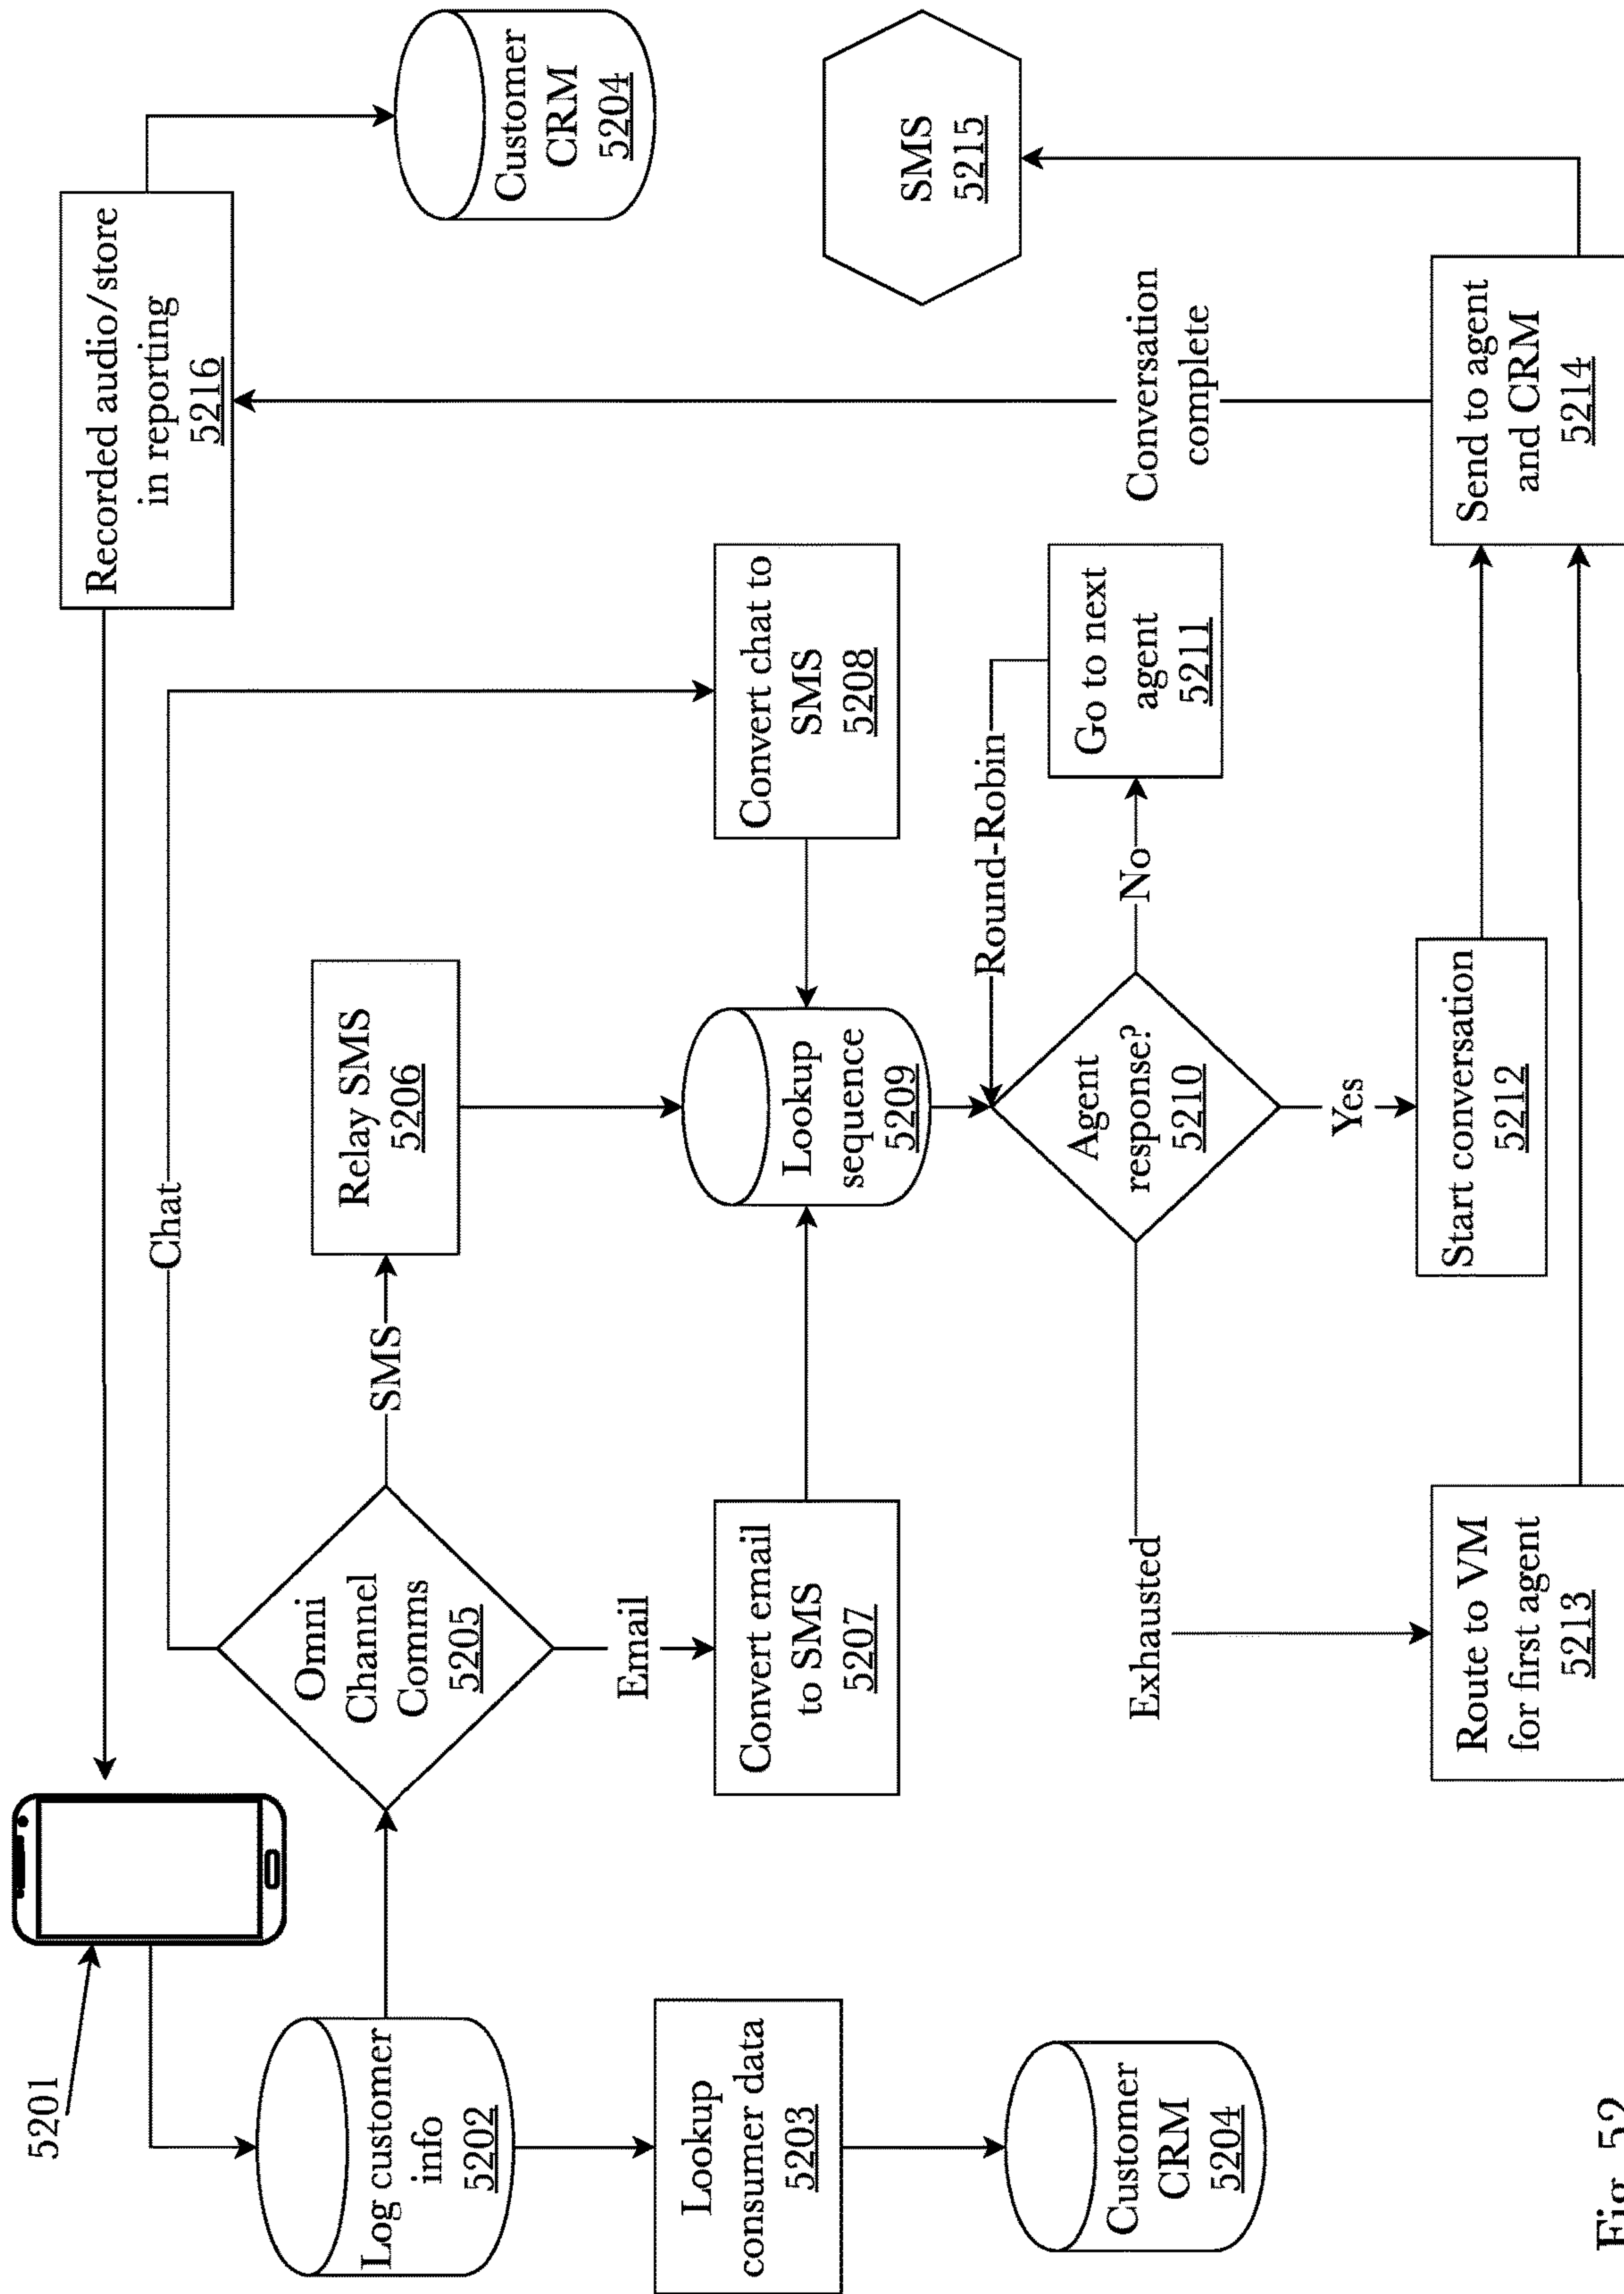 5201
Log customer
info
5202
Lookup
consumer data
5203
Customer
CRM
5204
Omni
Channel
Comms
5205
Chat
SMS
Email
Relay SMS
5206
Convert email
to SMS
5207
Convert chat to
SMS
5208
Lookup
sequence
5209
Round-Robin
Agent
response?
5210
No
Go to next
agent
5211
Yes
Start conversation
5212
Exhausted
Route to VM
for first agent
5213
Send to agent
and CRM
5214
Conversation
complete
SMS
5215
Recorded audio/store
in reporting
5216
Customer
CRM
5204
Fig. 52